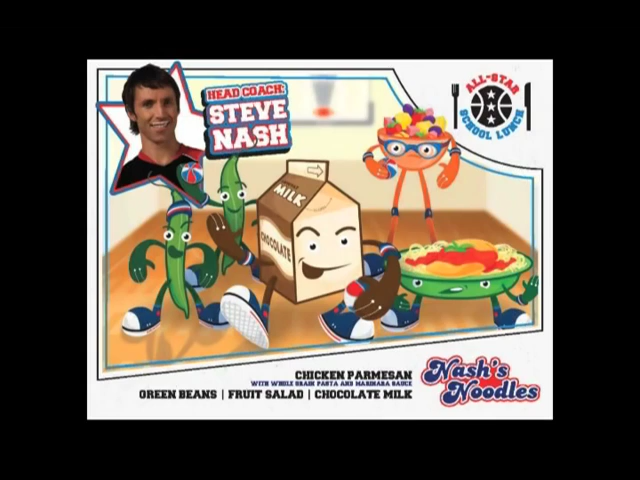 HEAD COACH:
STEVE
NASH
ALL-STAR
SCHOOL LUNCH
MILK
CHOCOLATE
CHICKEN PARMESAN
WITH WHOLE GRAIN PASTA AND MARINARA SAUCE
GREEN BEANS | FRUIT SALAD | CHOCOLATE MILK
Nash's
Noodles